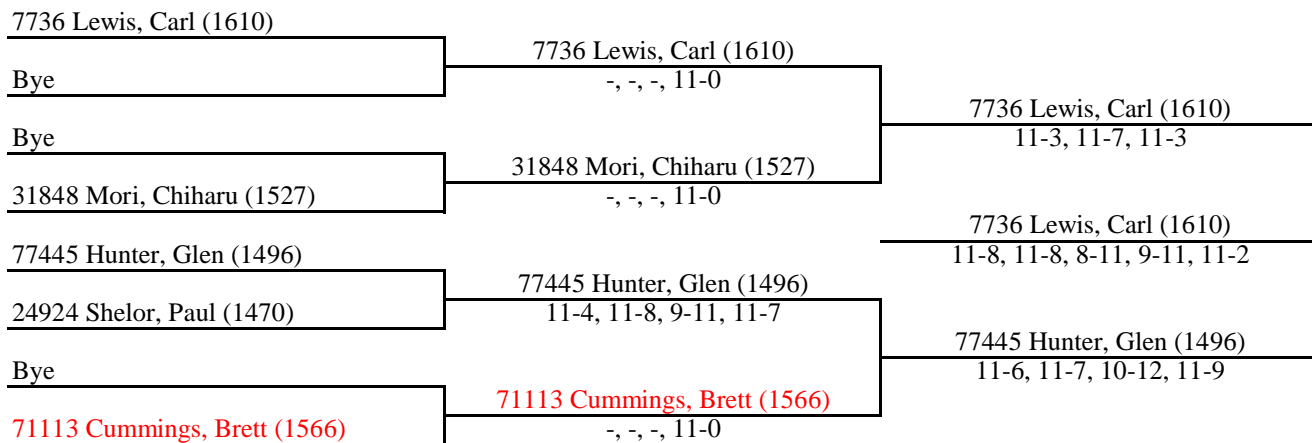 7736 Lewis, Carl (1610)
Bye
Bye
31848 Mori, Chiharu (1527)
77445 Hunter, Glen (1496)
24924 Shelor, Paul (1470)
Bye
71113 Cummings, Brett (1566)
7736 Lewis, Carl (1610)
-, -, -, 11-0
31848 Mori, Chiharu (1527)
-, -, -, 11-0
77445 Hunter, Glen (1496)
11-4, 11-8, 9-11, 11-7
71113 Cummings, Brett (1566)
-, -, -, 11-0
7736 Lewis, Carl (1610)
11-3, 11-7, 11-3
7736 Lewis, Carl (1610)
11-8, 11-8, 8-11, 9-11, 11-2
77445 Hunter, Glen (1496)
11-6, 11-7, 10-12, 11-9